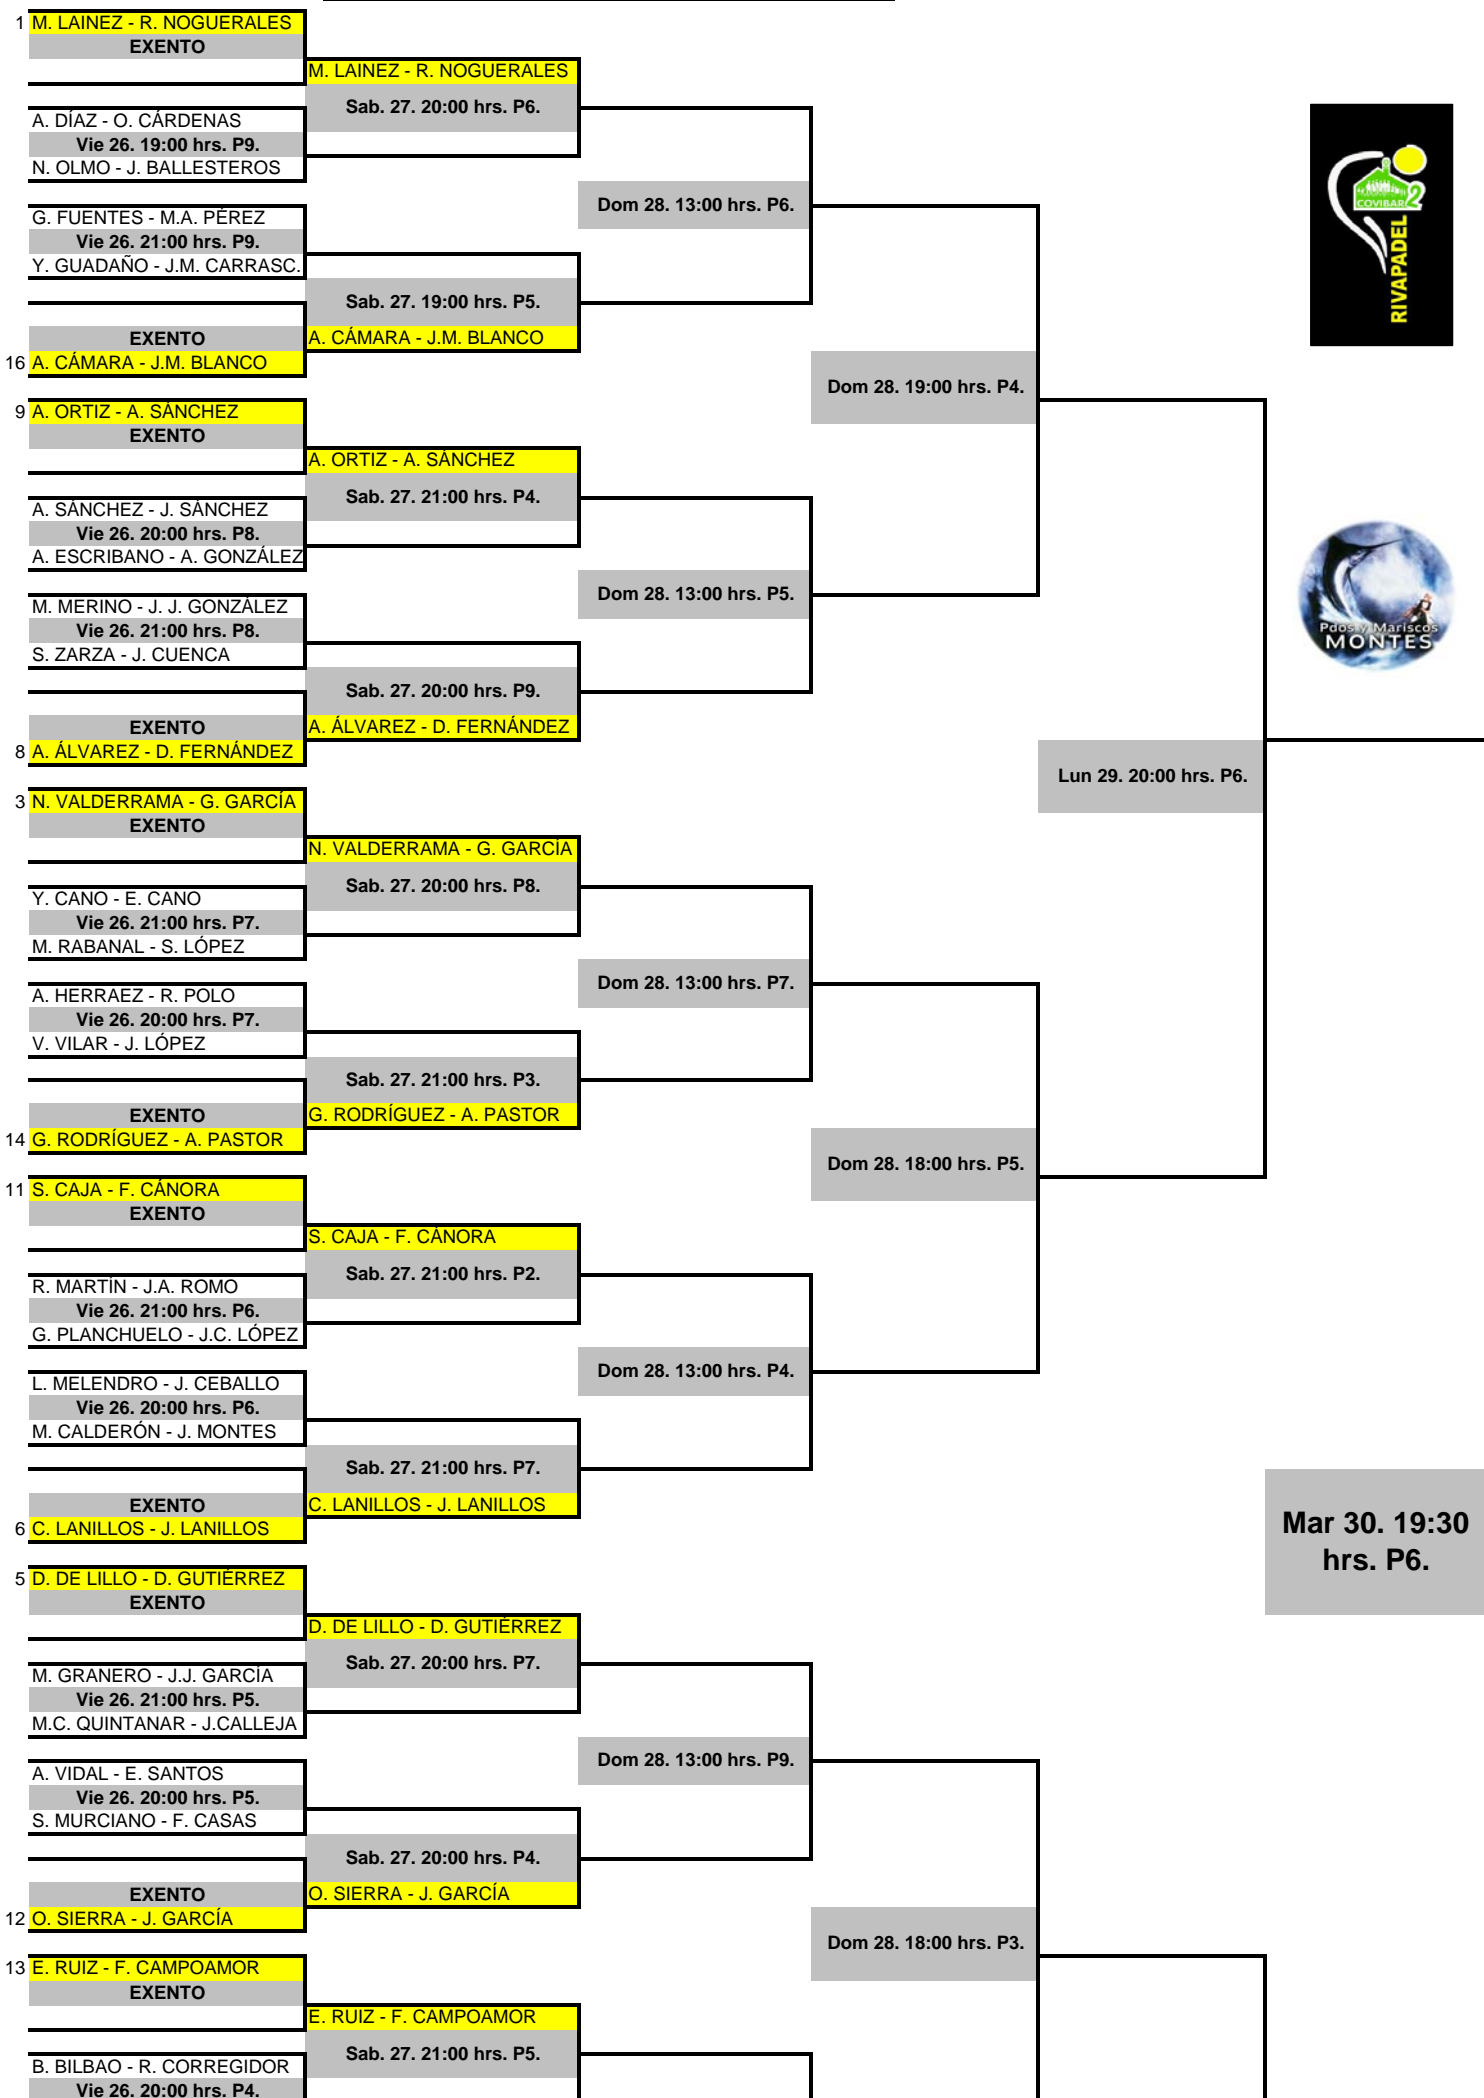 1 M. LAINEZ - R. NOGUERALES
EXENTO
M. LAINEZ - R. NOGUERALES
Sab. 27. 20:00 hrs. P6.
A. DÍAZ - O. CÁRDENAS
Vie 26. 19:00 hrs. P9.
N. OLMO - J. BALLESTEROS
Dom 28. 13:00 hrs. P6.
G. FUENTES - M.A. PÉREZ
Vie 26. 21:00 hrs. P9.
Y. GUADAÑO - J.M. CARRASC.
Sab. 27. 19:00 hrs. P5.
EXENTO
A. CÁMARA - J.M. BLANCO
16 A. CÁMARA - J.M. BLANCO
COVIBAR 2
RIVAPADEL
Dom 28. 19:00 hrs. P4.
9 A. ORTIZ - A. SÁNCHEZ
EXENTO
A. ORTIZ - A. SÁNCHEZ
Sab. 27. 21:00 hrs. P4.
A. SÁNCHEZ - J. SÁNCHEZ
Vie 26. 20:00 hrs. P8.
A. ESCRIBANO - A. GONZÁLEZ
Dom 28. 13:00 hrs. P5.
M. MERINO - J. J. GONZÁLEZ
Vie 26. 21:00 hrs. P8.
S. ZARZA - J. CUENCA
Pdos y Mariscos
MONTES
Sab. 27. 20:00 hrs. P9.
EXENTO
A. ÁLVAREZ - D. FERNÁNDEZ
8 A. ÁLVAREZ - D. FERNÁNDEZ
Lun 29. 20:00 hrs. P6.
3 N. VALDERRAMA - G. GARCÍA
EXENTO
N. VALDERRAMA - G. GARCÍA
Sab. 27. 20:00 hrs. P8.
Y. CANO - E. CANO
Vie 26. 21:00 hrs. P7.
M. RABANAL - S. LÓPEZ
Dom 28. 13:00 hrs. P7.
A. HERRAEZ - R. POLO
Vie 26. 20:00 hrs. P7.
V. VILAR - J. LÓPEZ
Sab. 27. 21:00 hrs. P3.
EXENTO
G. RODRÍGUEZ - A. PASTOR
14 G. RODRÍGUEZ - A. PASTOR
Dom 28. 18:00 hrs. P5.
11 S. CAJA - F. CÁNORA
EXENTO
S. CAJA - F. CÁNORA
Sab. 27. 21:00 hrs. P2.
R. MARTÍN - J.A. ROMO
Vie 26. 21:00 hrs. P6.
G. PLANCHUELO - J.C. LÓPEZ
Dom 28. 13:00 hrs. P4.
L. MELENDRO - J. CEBALLO
Vie 26. 20:00 hrs. P6.
M. CALDERÓN - J. MONTES
Sab. 27. 21:00 hrs. P7.
EXENTO
C. LANILLOS - J. LANILLOS
6 C. LANILLOS - J. LANILLOS
Mar 30. 19:30
hrs. P6.
5 D. DE LILLO - D. GUTIÉRREZ
EXENTO
D. DE LILLO - D. GUTIÉRREZ
Sab. 27. 20:00 hrs. P7.
M. GRANERO - J.J. GARCÍA
Vie 26. 21:00 hrs. P5.
M.C. QUINTANAR - J.CALLEJA
Dom 28. 13:00 hrs. P9.
A. VIDAL - E. SANTOS
Vie 26. 20:00 hrs. P5.
S. MURCIANO - F. CASAS
Sab. 27. 20:00 hrs. P4.
EXENTO
O. SIERRA - J. GARCÍA
12 O. SIERRA - J. GARCÍA
Dom 28. 18:00 hrs. P3.
13 E. RUIZ - F. CAMPOAMOR
EXENTO
E. RUIZ - F. CAMPOAMOR
Sab. 27. 21:00 hrs. P5.
B. BILBAO - R. CORREGIDOR
Vie 26. 20:00 hrs. P4.